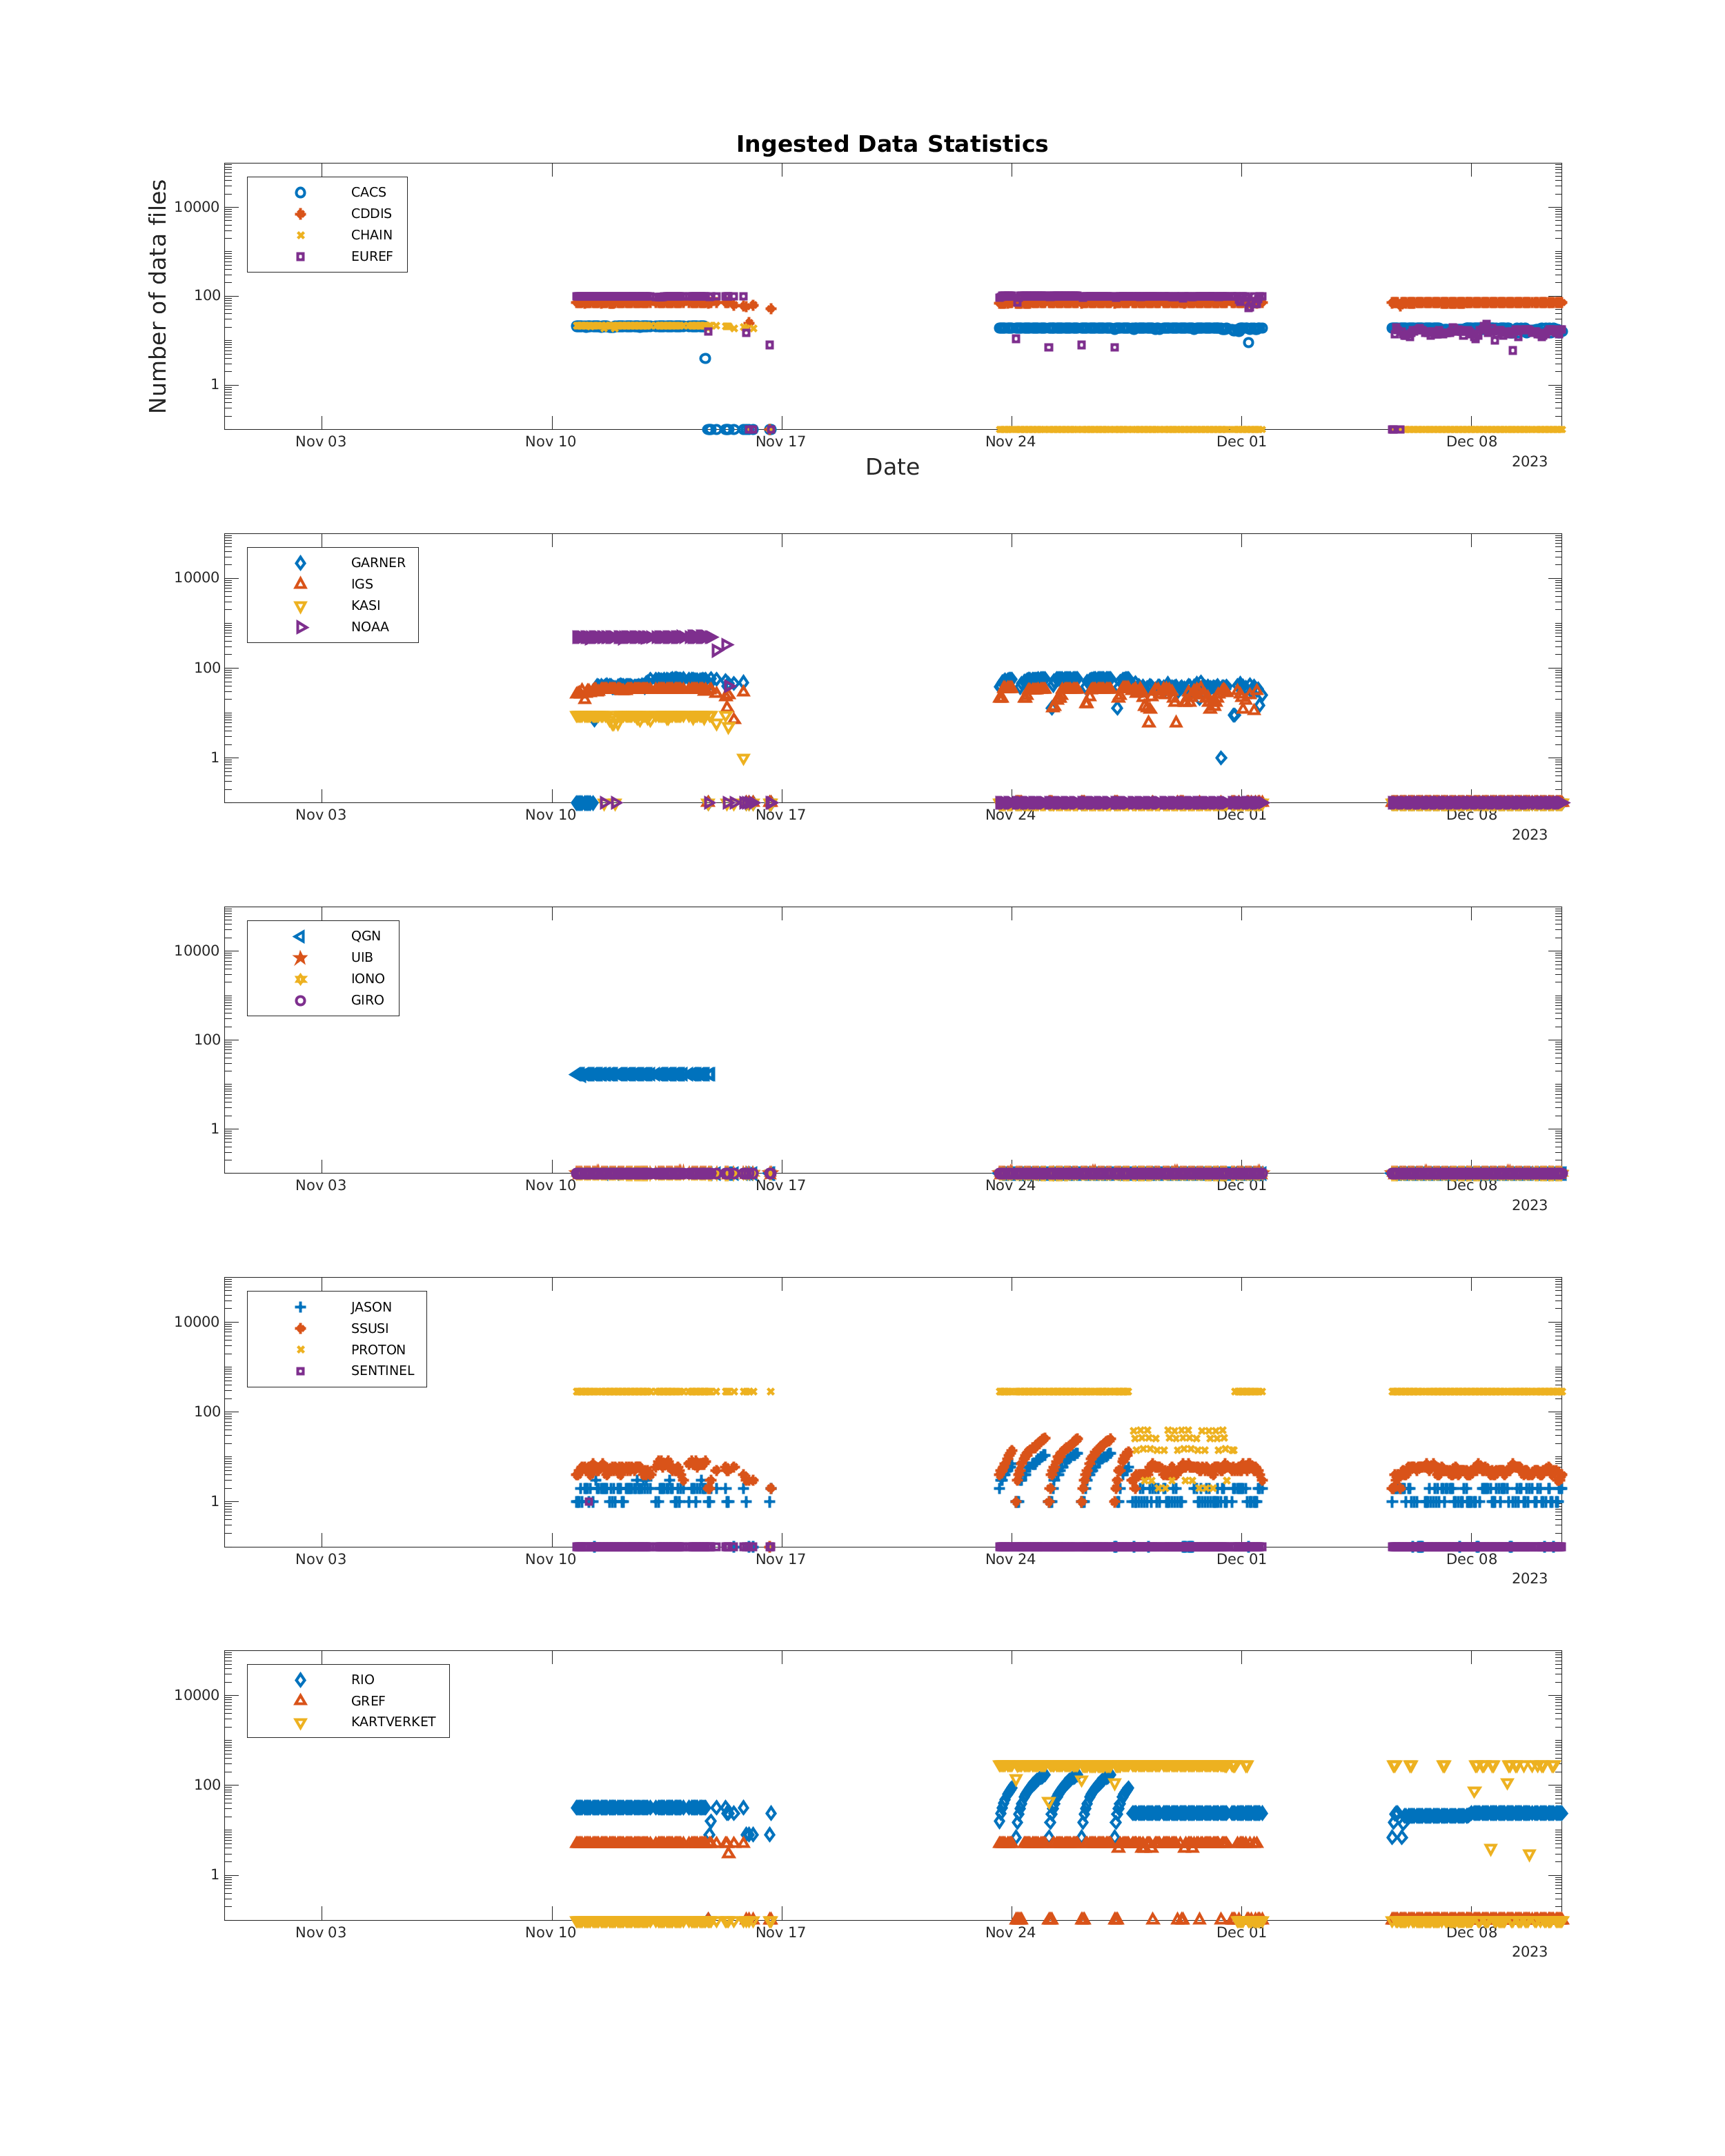 Ingested Data Statistics
Number of data files
10000
100
1
CACS
CDDIS
CHAIN
EUREF
Nov 03
Nov 10
Nov 17
Nov 24
Dec 01
Dec 08
2023
Date
10000
100
1
GARNER
IGS
KASI
NOAA
Nov 03
Nov 10
Nov 17
Nov 24
Dec 01
Dec 08
2023
10000
100
1
QGN
UIB
IONO
GIRO
Nov 03
Nov 10
Nov 17
Nov 24
Dec 01
Dec 08
2023
10000
100
1
JASON
SSUSI
PROTON
SENTINEL
Nov 03
Nov 10
Nov 17
Nov 24
Dec 01
Dec 08
2023
10000
100
1
RIO
GREF
KARTVERKET
Nov 03
Nov 10
Nov 17
Nov 24
Dec 01
Dec 08
2023